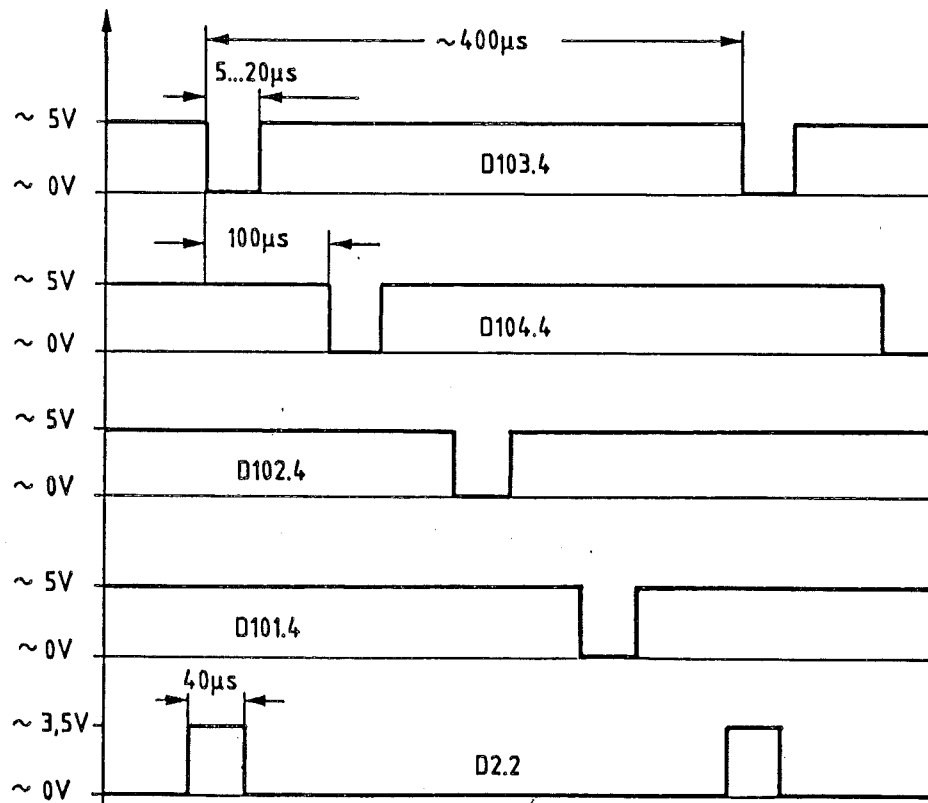 ~400µs
5...20µs
~ 5V
D103.4
~ 0V
100µs
~ 5V
D104.4
~ 0V
~ 5V
D102.4
~ 0V
~ 5V
D101.4
~ 0V
40µs
~ 3,5V
D2.2
~ 0V